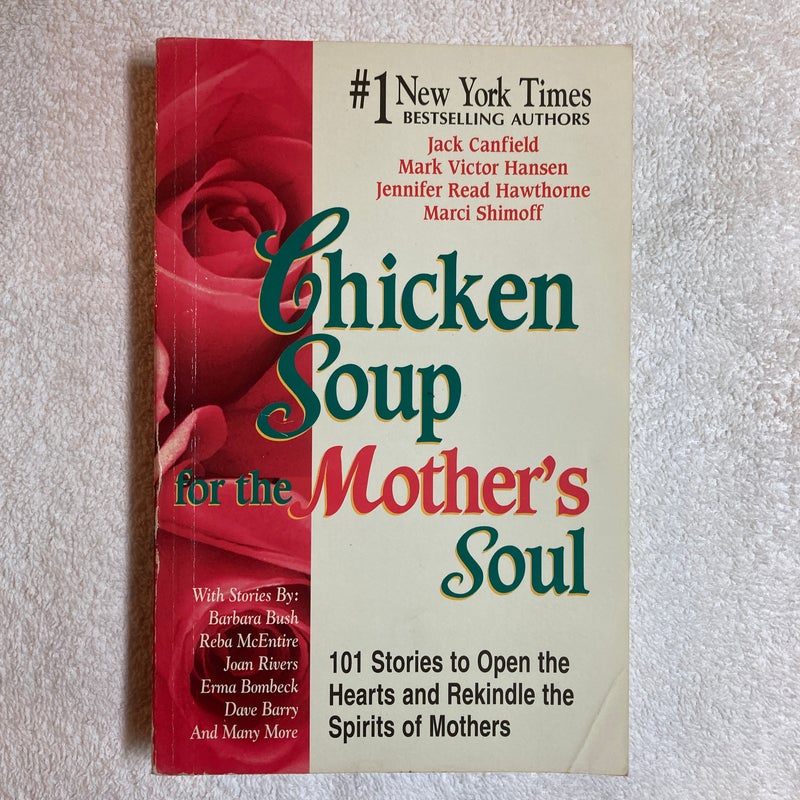 #1 New York Times
BESTSELLING AUTHORS
Jack Canfield
Mark Victor Hansen
Jennifer Read Hawthorne
Marci Shimoff
Chicken
Soup
for the Mother's
Soul
With Stories By:
Barbara Bush
Reba McEntire
Joan Rivers
Erma Bombeck
Dave Barry
And Many More
101 Stories to Open the
Hearts and Rekindle the
Spirits of Mothers